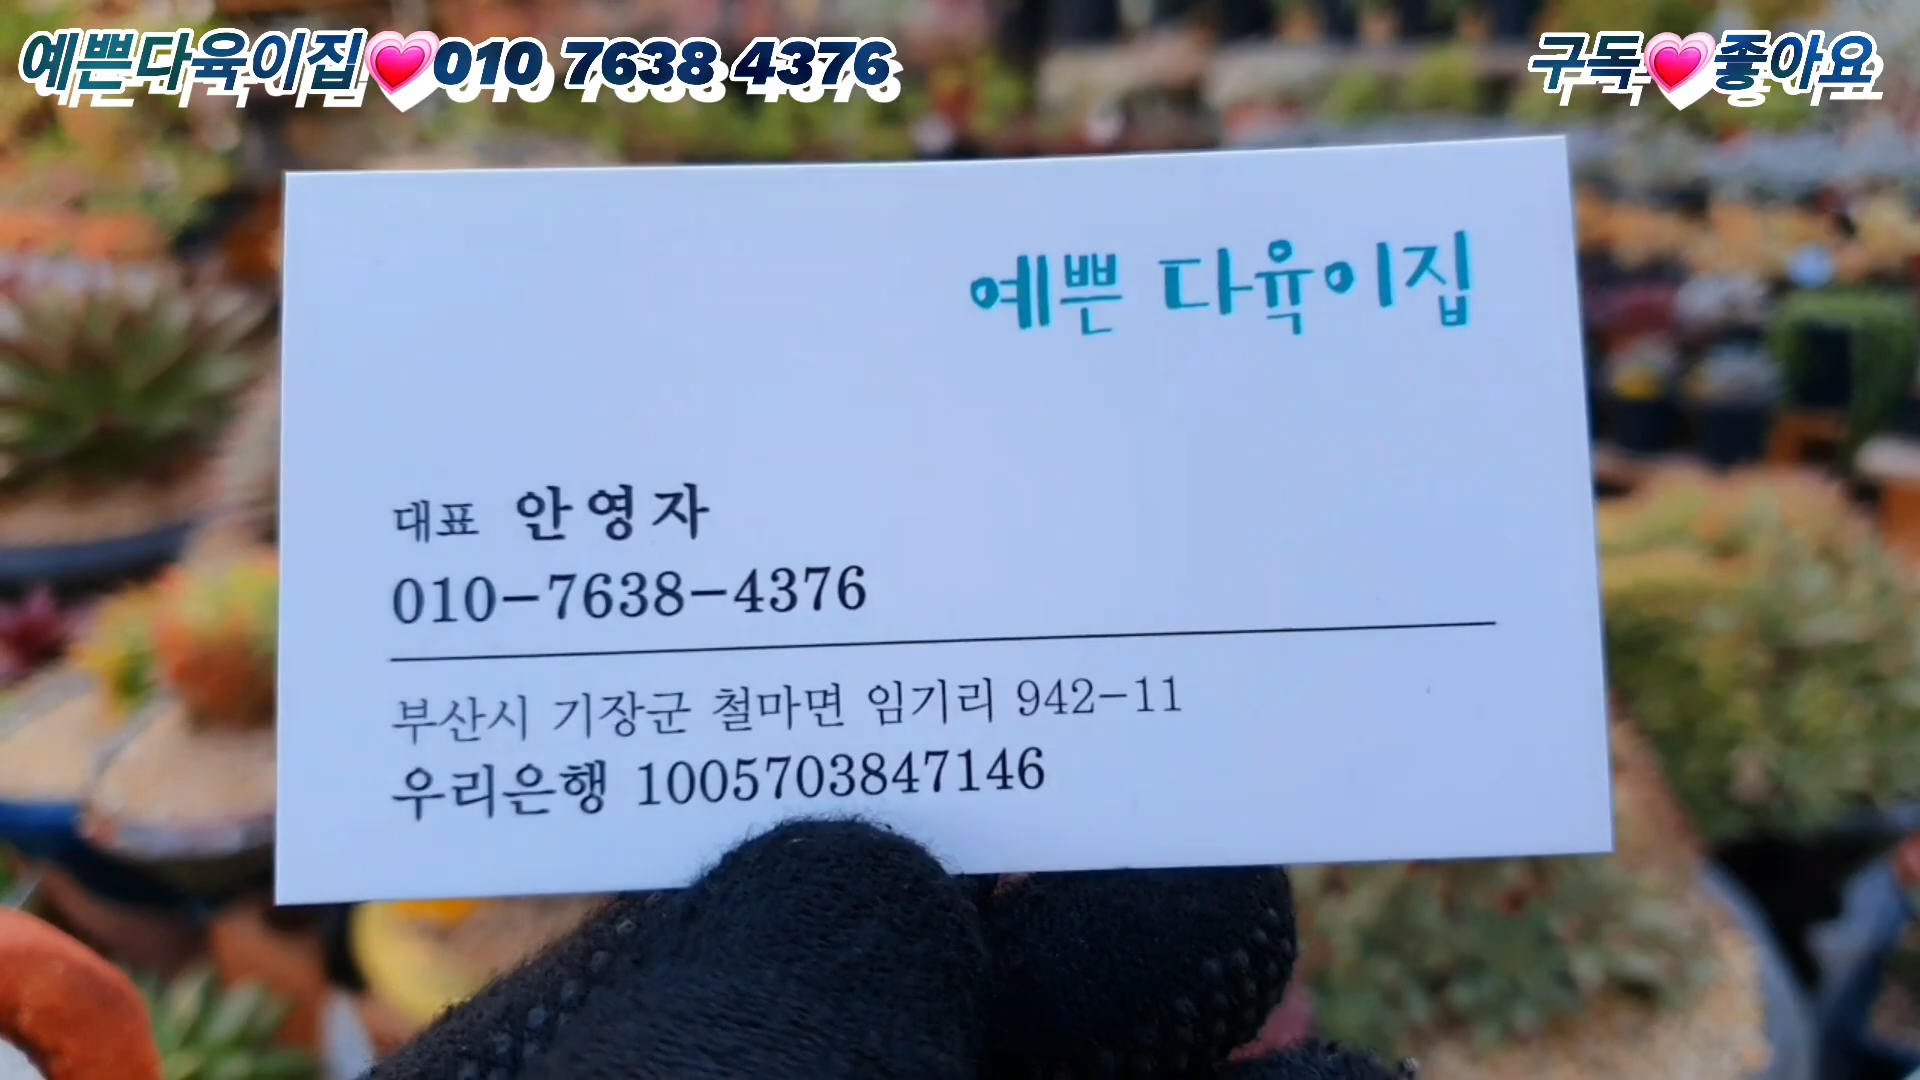 예쁜다육이집💗010 7638 4376
구독💗좋아요
예쁜 다육이집
대표 안영자
010-7638-4376
부산시 기장군 철마면 임기리 942-11
우리은행 1005703847146